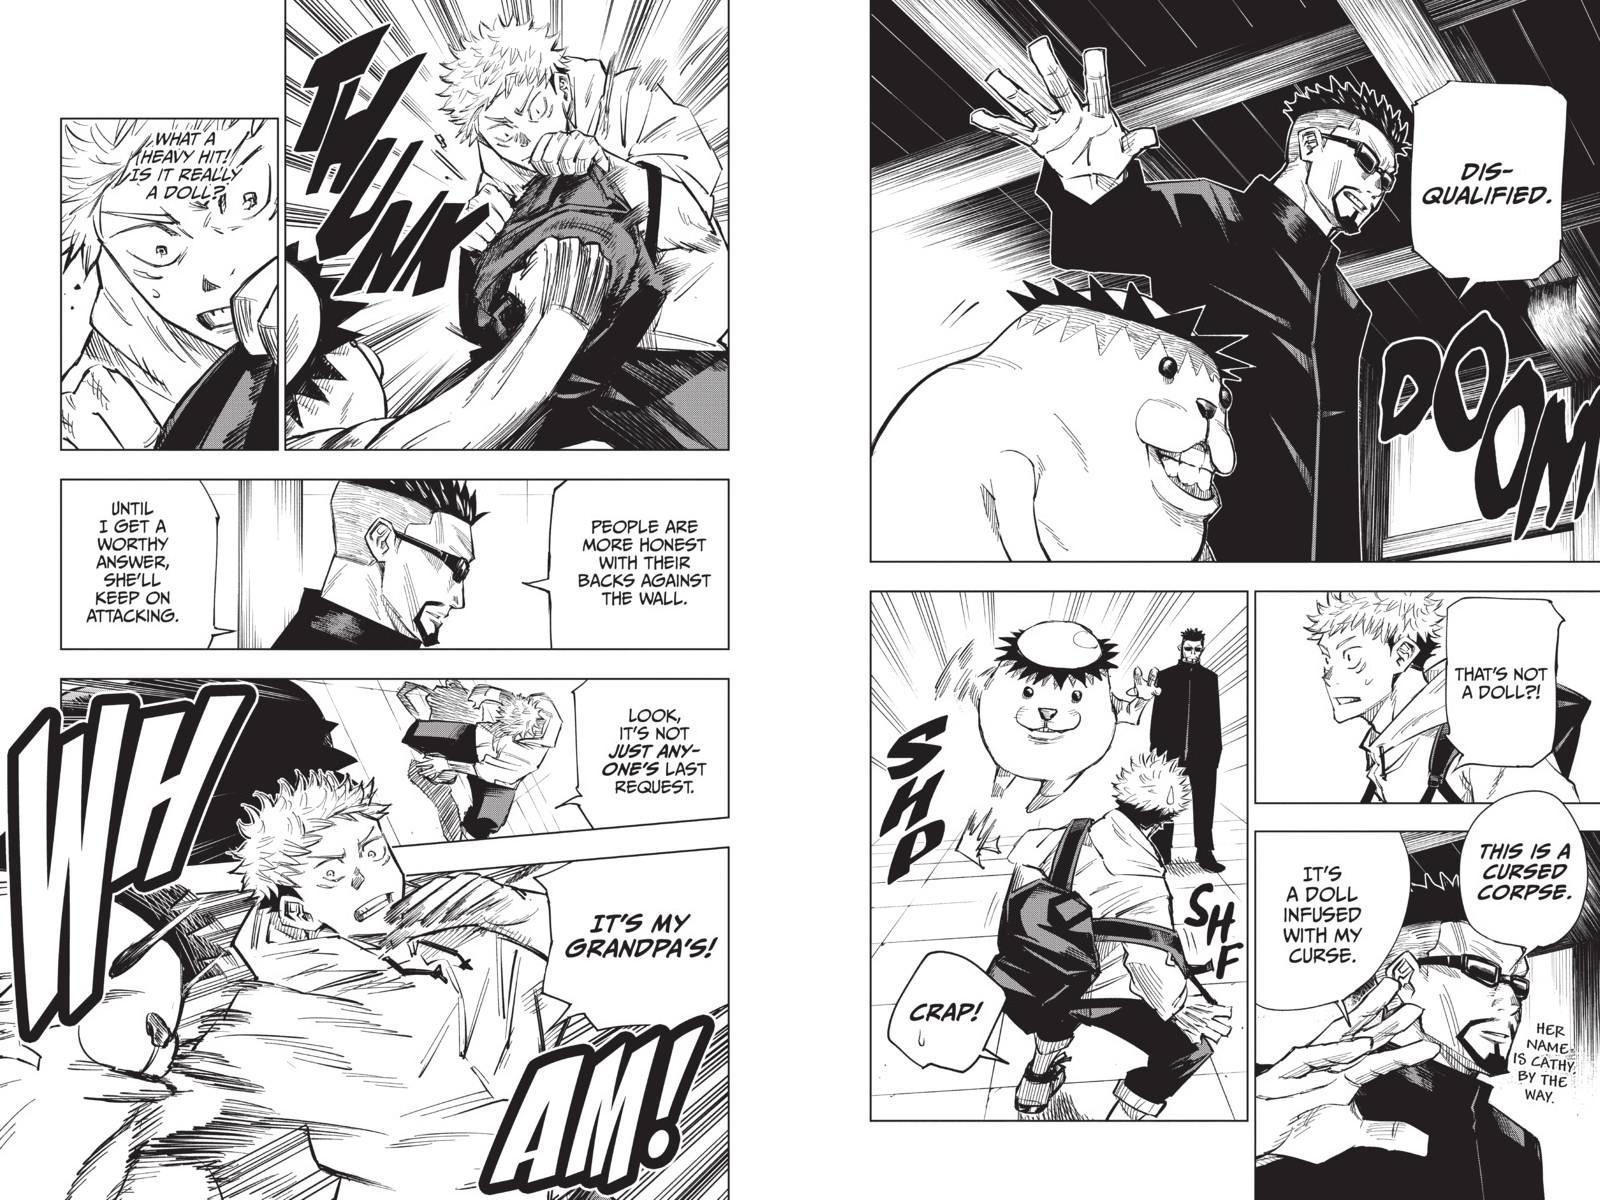 DIS-
QUALIFIED.
DOOM
THAT'S NOT
A DOLL?!
THIS IS A
CURSED
CORPSE.
IT'S
A DOLL
INFUSED
WITH MY
CURSE.
HER
NAME
IS CATHY,
BY THE
WAY.
SHP
SHF
CRAP!
THUNK
WHAT A
HEAVY HIT!
IS IT REALLY
A DOLL?
PEOPLE ARE
MORE HONEST
WITH THEIR
BACKS AGAINST
THE WALL.
UNTIL
I GET A
WORTHY
ANSWER,
SHE'LL
KEEP ON
ATTACKING.
LOOK,
IT'S NOT
JUST ANY-
ONE'S LAST
REQUEST.
IT'S MY
GRANDPA'S!
WH
AM!